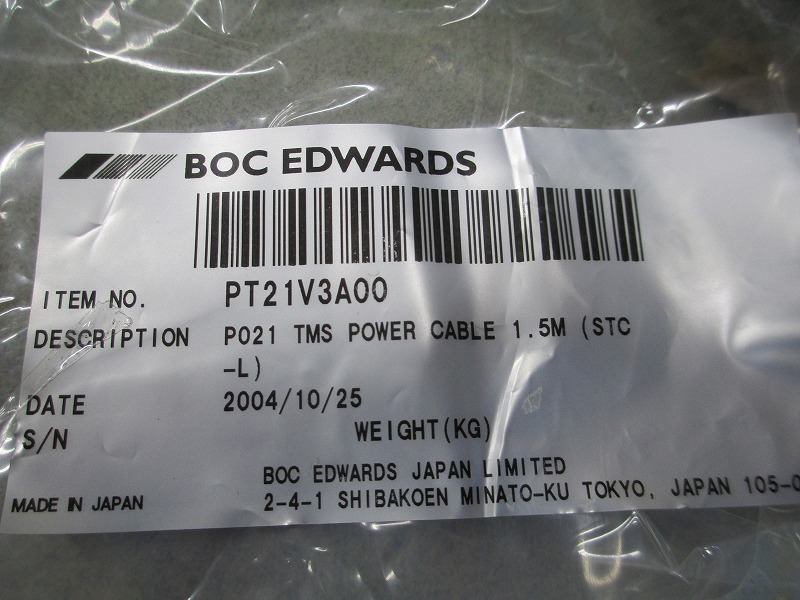 BOC EDWARDS
ITEM NO. PT21V3A00
DESCRIPTION P021 TMS POWER CABLE 1.5M (STC
-L)
DATE 2004/10/25
S/N WEIGHT(KG)
BOC EDWARDS JAPAN LIMITED
MADE IN JAPAN 2-4-1 SHIBAKOEN MINATO-KU TOKYO, JAPAN 105-0